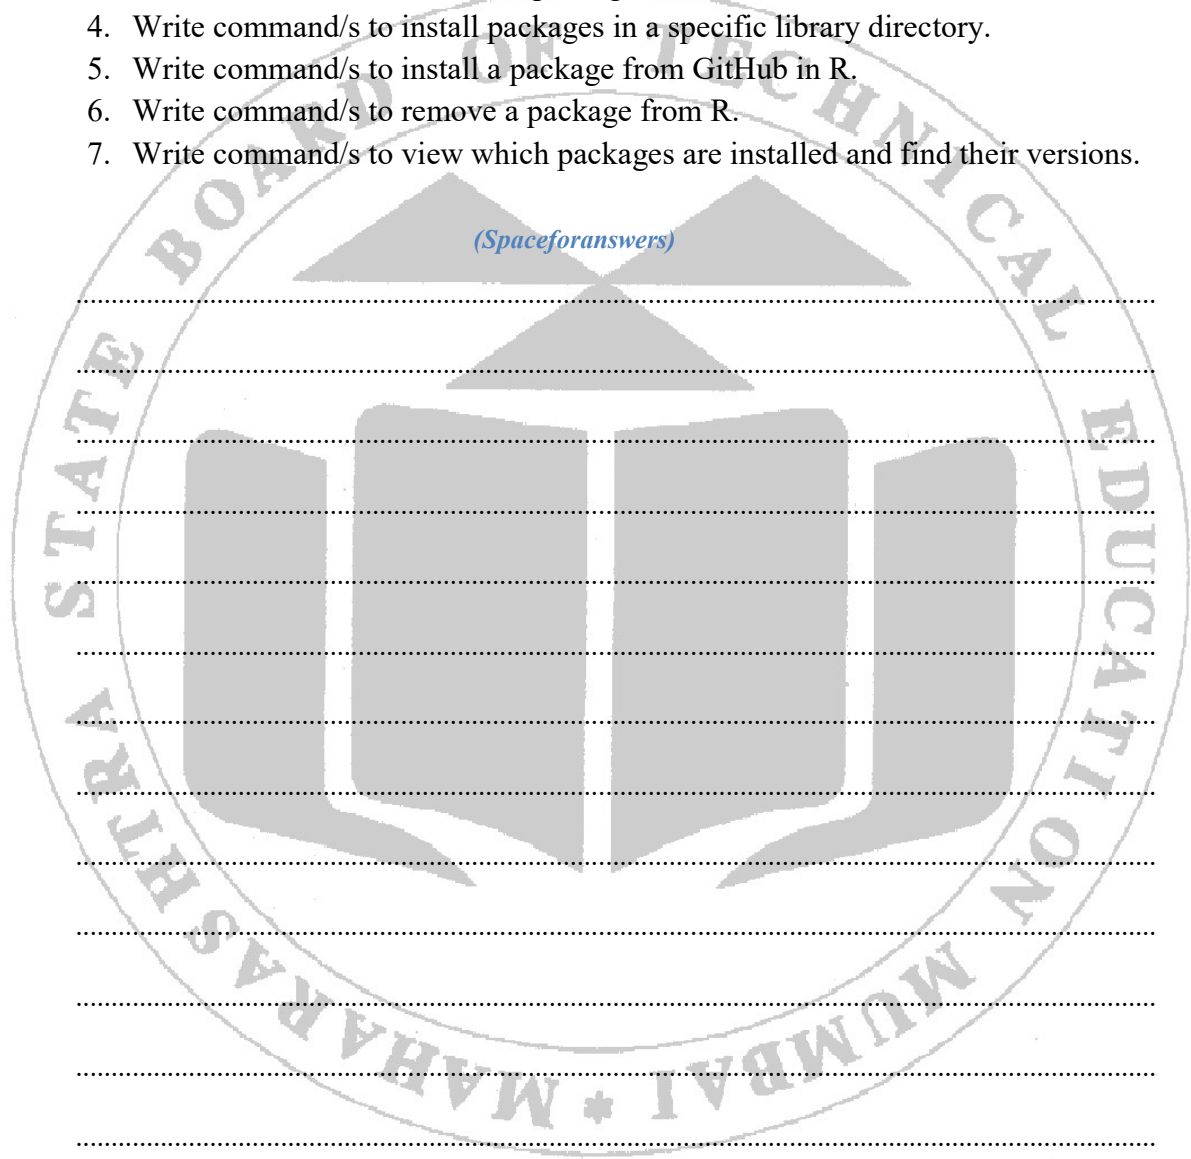 4. Write command/s to install packages in a specific library directory.
5. Write command/s to install a package from GitHub in R.
6. Write command/s to remove a package from R.
7. Write command/s to view which packages are installed and find their versions.
(Spaceforanswers)
MAHARASHTRA STATE BOARD OF TECHNICAL EDUCATION MUMBAI *